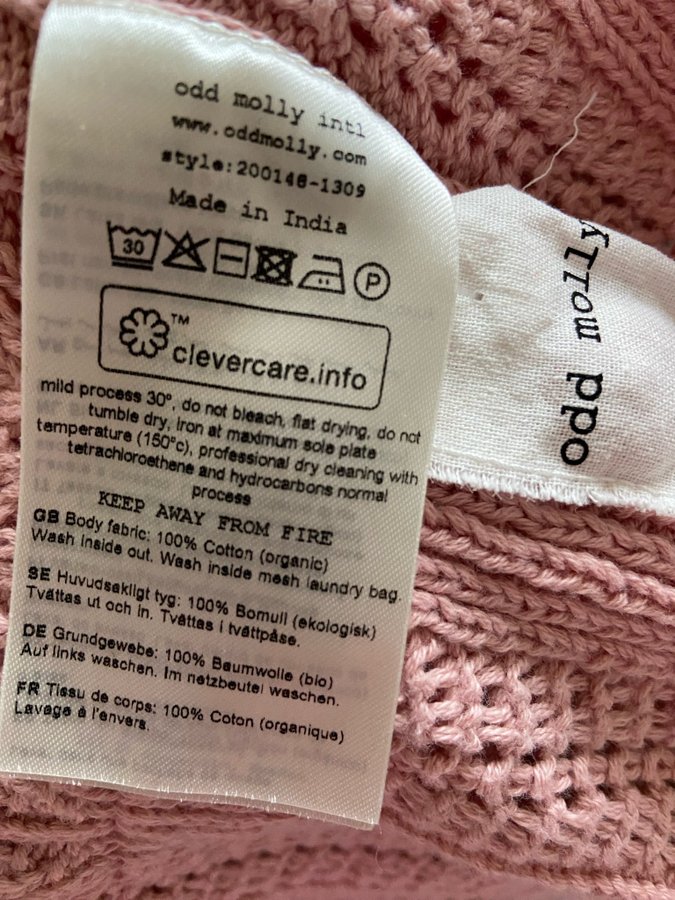 odd molly intl
www.oddmolly.com
style:200148-1309
Made in India
30
P
™
clevercare.info
mild process 30°, do not bleach, flat drying, do not
tumble dry, iron at maximum sole plate
temperature (150°c), professional dry cleaning with
tetrachloroethene and hydrocarbons normal
process
KEEP AWAY FROM FIRE
GB Body fabric: 100% Cotton (organic)
Wash inside out. Wash inside mesh laundry bag.
SE Huvudsakligt tyg: 100% Bomull (ekologisk)
Tvättas ut och in. Tvättas i tvättpåse.
DE Grundgewebe: 100% Baumwolle (bio)
Auf links waschen. Im netzbeutel waschen.
FR Tissu de corps: 100% Coton (organique)
Lavage à l'envers.
odd molly